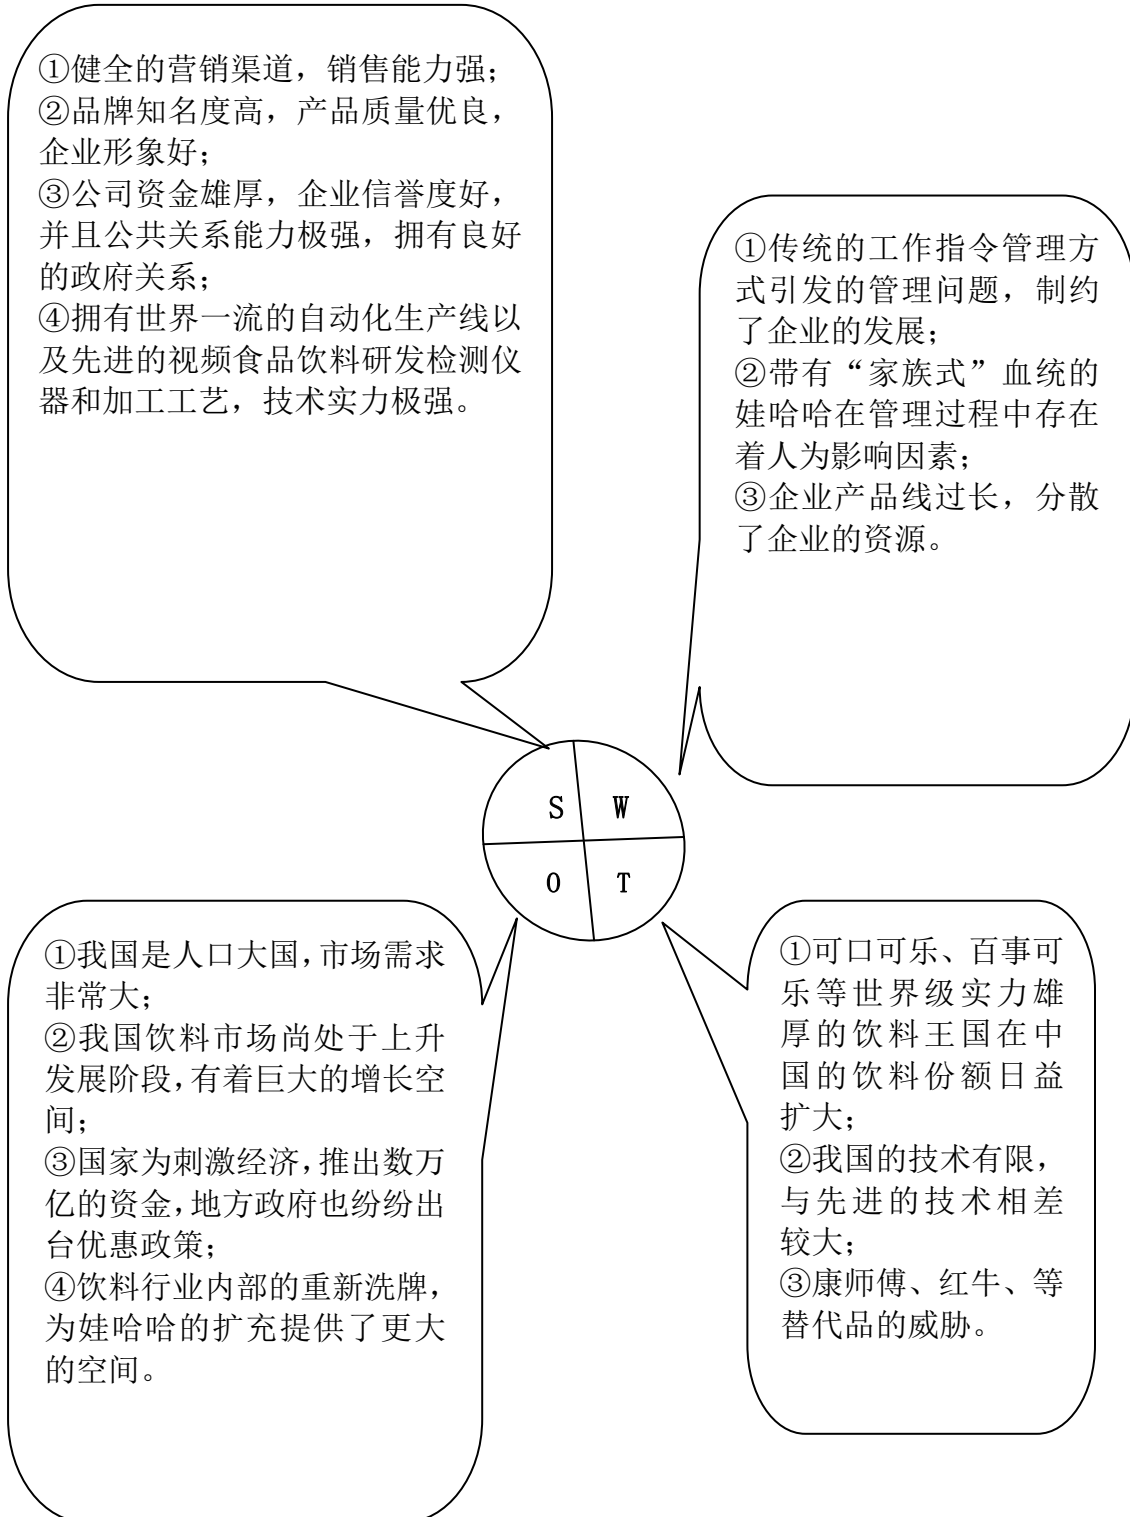 ①健全的营销渠道，销售能力强；
②品牌知名度高，产品质量优良，
企业形象好；
③公司资金雄厚，企业信誉度好，
并且公共关系能力极强，拥有良好
的政府关系；
④拥有世界一流的自动化生产线以
及先进的视频食品饮料研发检测仪
器和加工工艺，技术实力极强。
①传统的工作指令管理方
式引发的管理问题，制约
了企业的发展；
②带有“家族式”血统的
娃哈哈在管理过程中存在
着人为影响因素；
③企业产品线过长，分散
了企业的资源。
S W
O T
①我国是人口大国，市场需求
非常大；
②我国饮料市场尚处于上升
发展阶段，有着巨大的增长空
间；
③国家为刺激经济，推出数万
亿的资金，地方政府也纷纷出
台优惠政策；
④饮料行业内部的重新洗牌，
为娃哈哈的扩充提供了更大
的空间。
①可口可乐、百事可
乐等世界级实力雄
厚的饮料王国在中
国的饮料份额日益
扩大；
②我国的技术有限，
与先进的技术相差
较大；
③康师傅、红牛、等
替代品的威胁。